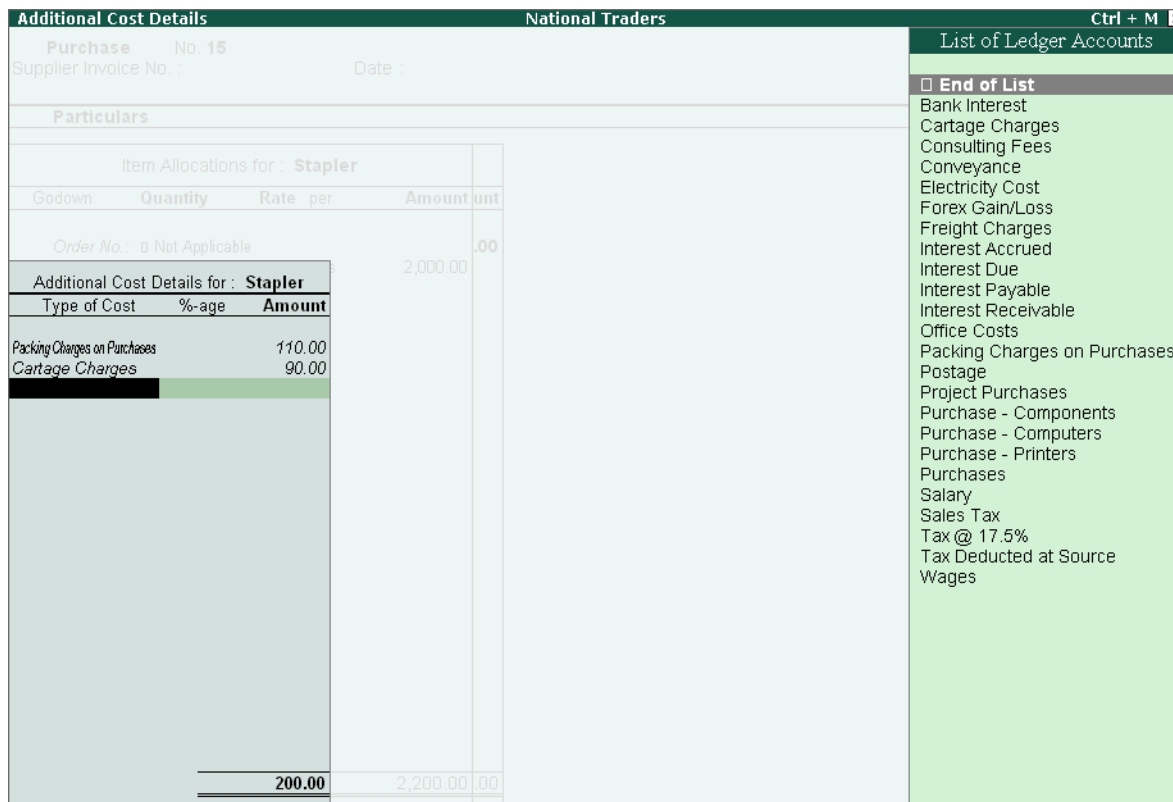 Additional Cost Details National Traders Ctrl + M
Purchase No. 15
Supplier Invoice No. : Date :
Particulars
Item Allocations for : Stapler
Godown Quantity Rate per Amount unt
Order No.: Not Applicable .00
s 2,000.00
Additional Cost Details for : Stapler
Type of Cost %-age Amount
Packing Charges on Purchases 110.00
Cartage Charges 90.00
200.00 2,200.00 .00
List of Ledger Accounts
End of List
Bank Interest
Cartage Charges
Consulting Fees
Conveyance
Electricity Cost
Forex Gain/Loss
Freight Charges
Interest Accrued
Interest Due
Interest Payable
Interest Receivable
Office Costs
Packing Charges on Purchases
Postage
Project Purchases
Purchase - Components
Purchase - Computers
Purchase - Printers
Purchases
Salary
Sales Tax
Tax @ 17.5%
Tax Deducted at Source
Wages